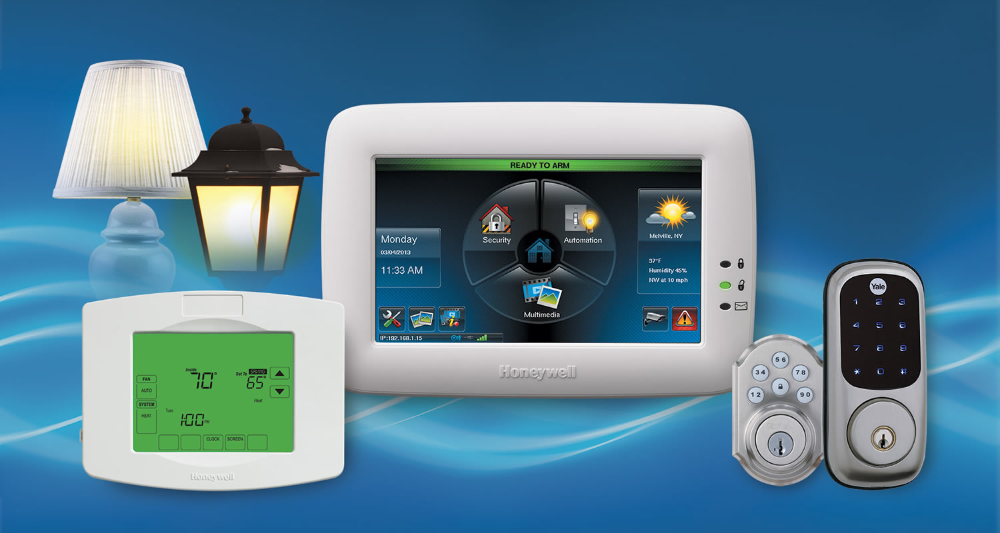 READY TO ARM
Security
Automation
Multimedia
Monday
03/04/2013
11:33 AM
Melville, NY
37°F
Humidity 45%
NW at 10 mph
IP:192.168.1.15
Honeywell
Inside
70°
Set To
SAVING
65°
Heat
FAN
AUTO
SYSTEM
HEAT
Tues
1:00 PM
CLOCK
SCREEN
Honeywell
5 6
3 4
7 8
1 2
9 0
Yale
1 2 3
4 5 6
7 8 9
* 0 #